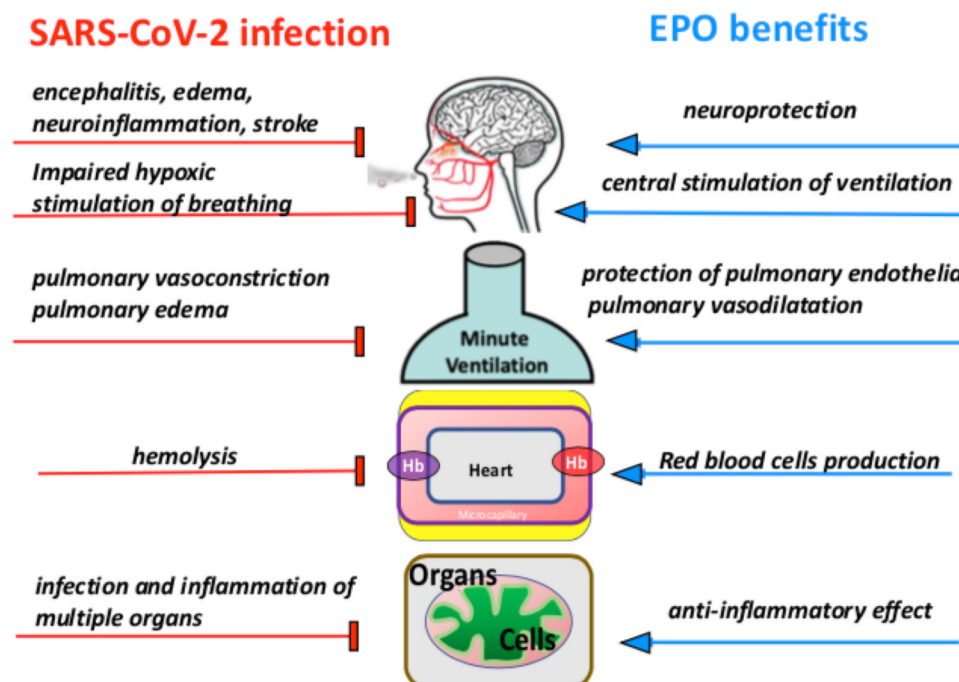 SARS-CoV-2 infection
EPO benefits
encephalitis, edema,
neuroinflammation, stroke
neuroprotection
Impaired hypoxic
stimulation of breathing
central stimulation of ventilation
pulmonary vasoconstriction
pulmonary edema
Minute
Ventilation
protection of pulmonary endothelia
pulmonary vasodilatation
hemolysis
Hb
Heart
Hb
Microcapillary
Red blood cells production
infection and inflammation of
multiple organs
Organs
Cells
anti-inflammatory effect